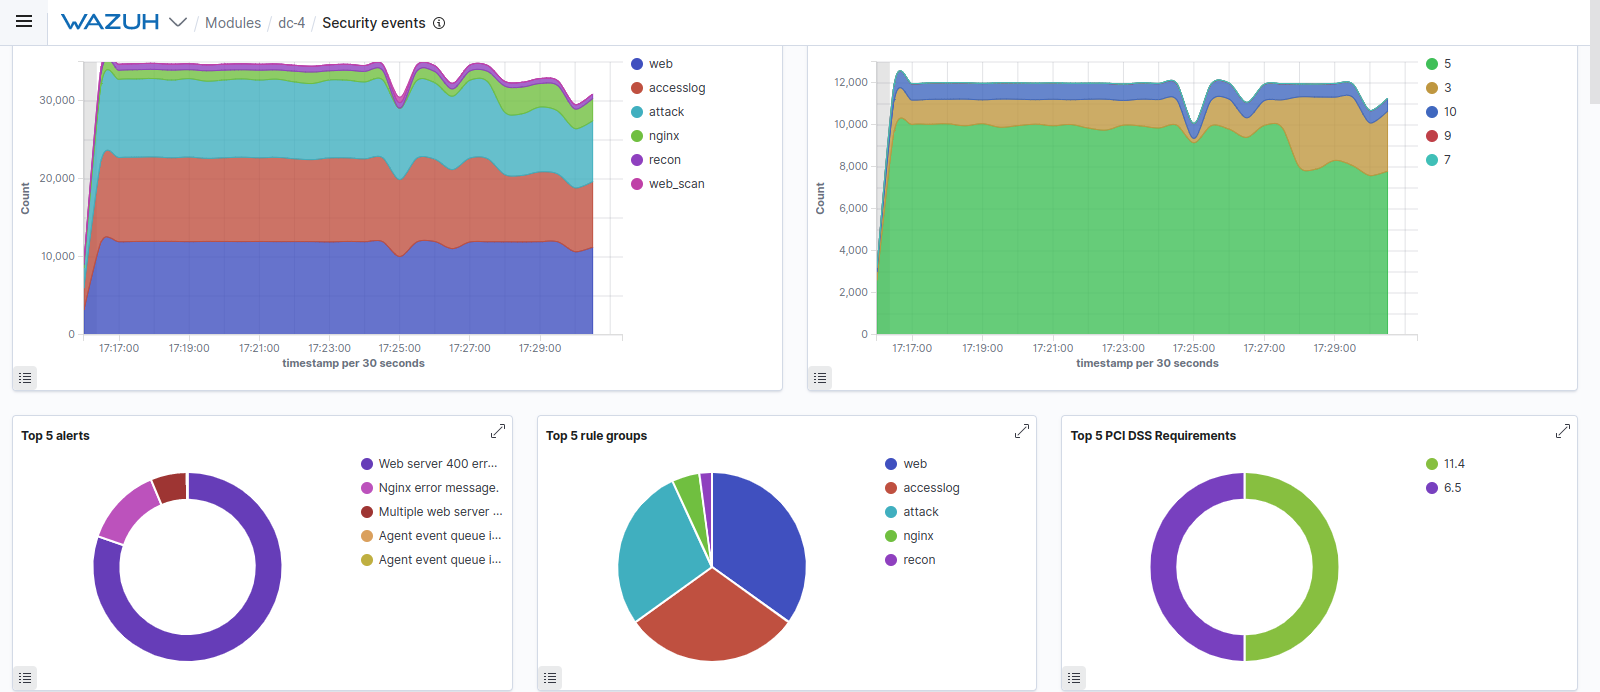 WAZUH / Modules / dc-4 / Security events
web
accesslog
attack
nginx
recon
web_scan
30,000
20,000
10,000
0
Count
17:17:00 17:19:00 17:21:00 17:23:00 17:25:00 17:27:00 17:29:00
timestamp per 30 seconds
5
3
10
9
7
12,000
10,000
8,000
6,000
4,000
2,000
0
Count
17:17:00 17:19:00 17:21:00 17:23:00 17:25:00 17:27:00 17:29:00
timestamp per 30 seconds
Top 5 alerts
Web server 400 err...
Nginx error message.
Multiple web server ...
Agent event queue i...
Agent event queue i...
Top 5 rule groups
web
accesslog
attack
nginx
recon
Top 5 PCI DSS Requirements
11.4
6.5